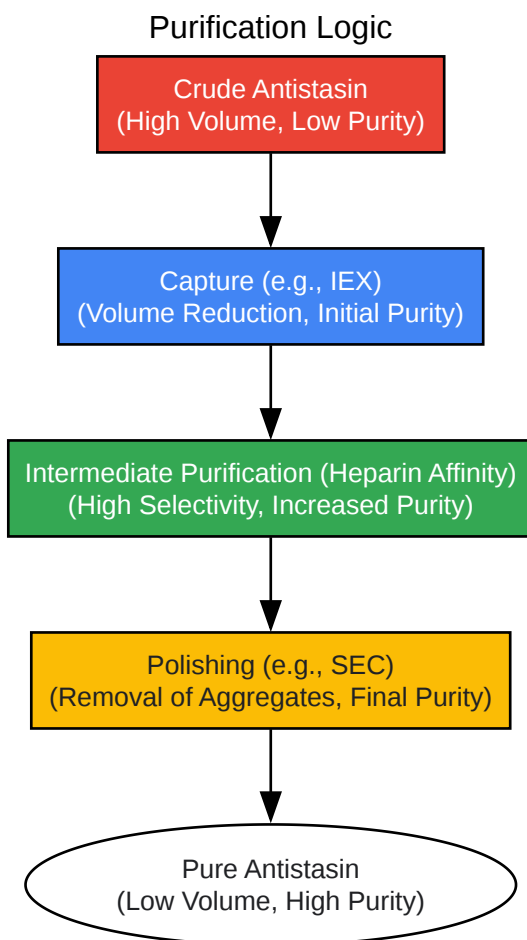 Purification Logic
Crude Antistasin
(High Volume, Low Purity)
Capture (e.g., IEX)
(Volume Reduction, Initial Purity)
Intermediate Purification (Heparin Affinity)
(High Selectivity, Increased Purity)
Polishing (e.g., SEC)
(Removal of Aggregates, Final Purity)
Pure Antistasin
(Low Volume, High Purity)